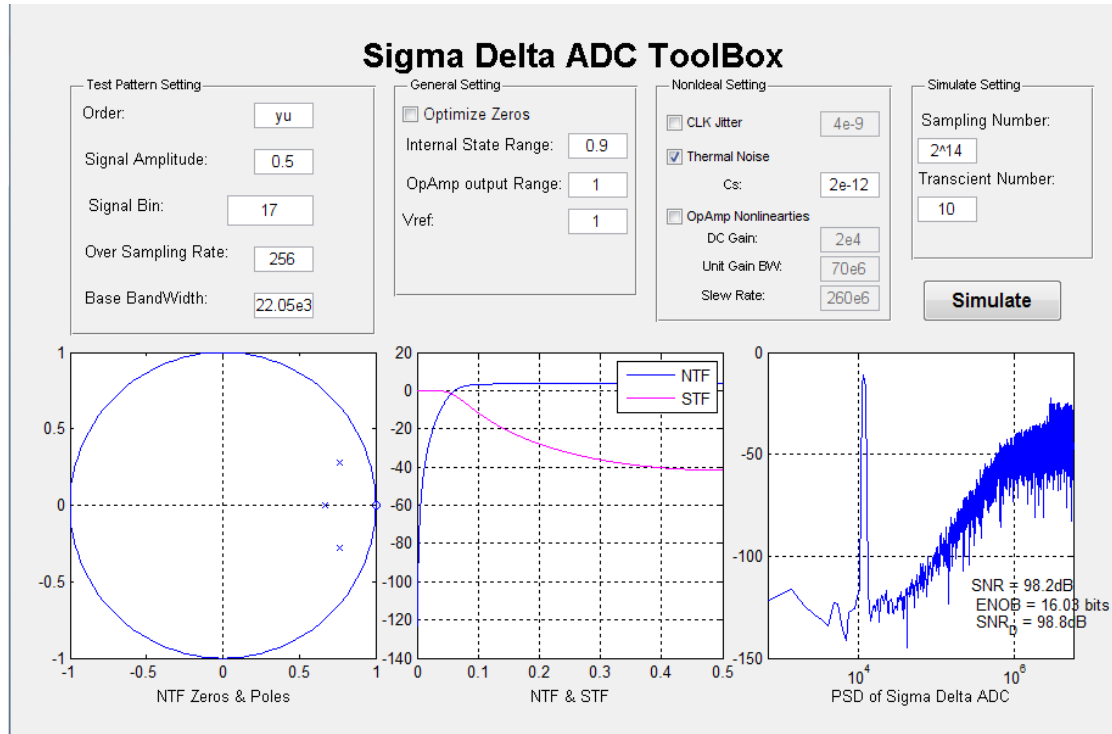 Sigma Delta ADC ToolBox
Test Pattern Setting
Order:
yu
Signal Amplitude:
0.5
Signal Bin:
17
Over Sampling Rate:
256
Base BandWidth:
22.05e3
General Setting
Optimize Zeros
Internal State Range:
0.9
OpAmp output Range:
1
Vref:
1
NonIdeal Setting
CLK Jitter
4e-9
Thermal Noise
Cs:
2e-12
OpAmp Nonlinearties
DC Gain:
2e4
Unit Gain BW:
70e6
Slew Rate:
260e6
Simulate Setting
Sampling Number:
2^14
Transcient Number:
10
Simulate
1
0.5
0
-0.5
-1
-1 -0.5 0 0.5 1
NTF Zeros & Poles
20
0
-20
-40
-60
-80
-100
-120
-140
NTF
STF
0 0.1 0.2 0.3 0.4 0.5
NTF & STF
0
-50
-100
-150
SNR = 98.2dB
ENOB = 16.03 bits
SNR_D = 98.8dB
10^4 10^6
PSD of Sigma Delta ADC